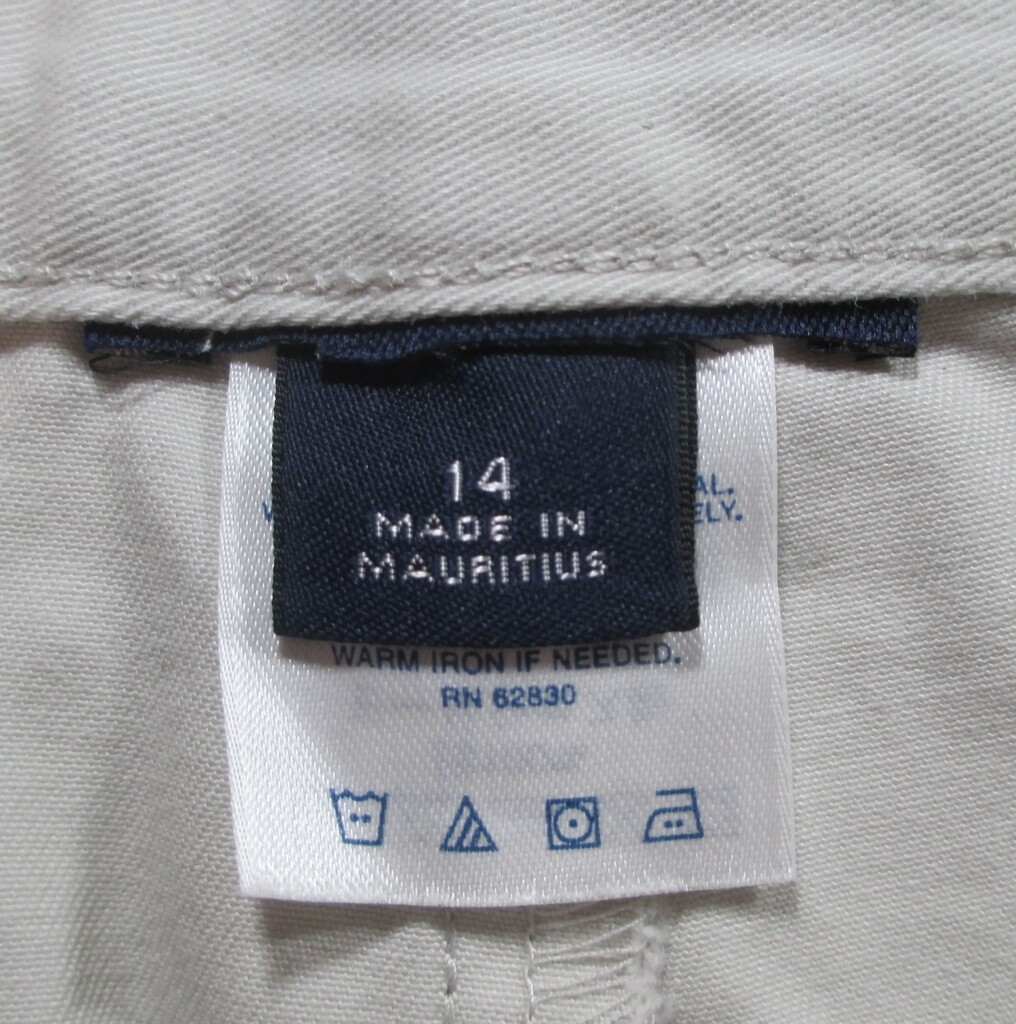 14
MADE IN
MAURITIUS
WARM IRON IF NEEDED.
RN 62830